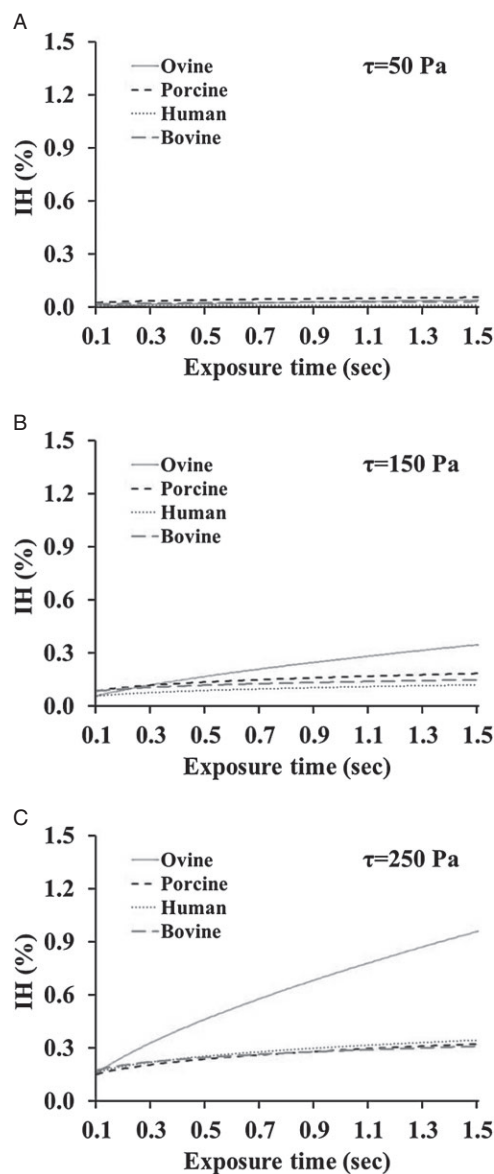 A
1.5
1.2
0.9
0.6
0.3
0.0
IH (%)
Ovine
Porcine
Human
Bovine
τ=50 Pa
0.1 0.3 0.5 0.7 0.9 1.1 1.3 1.5
Exposure time (sec)
B
1.5
1.2
0.9
0.6
0.3
0.0
IH (%)
Ovine
Porcine
Human
Bovine
τ=150 Pa
0.1 0.3 0.5 0.7 0.9 1.1 1.3 1.5
Exposure time (sec)
C
1.5
1.2
0.9
0.6
0.3
0.0
IH (%)
Ovine
Porcine
Human
Bovine
τ=250 Pa
0.1 0.3 0.5 0.7 0.9 1.1 1.3 1.5
Exposure time (sec)